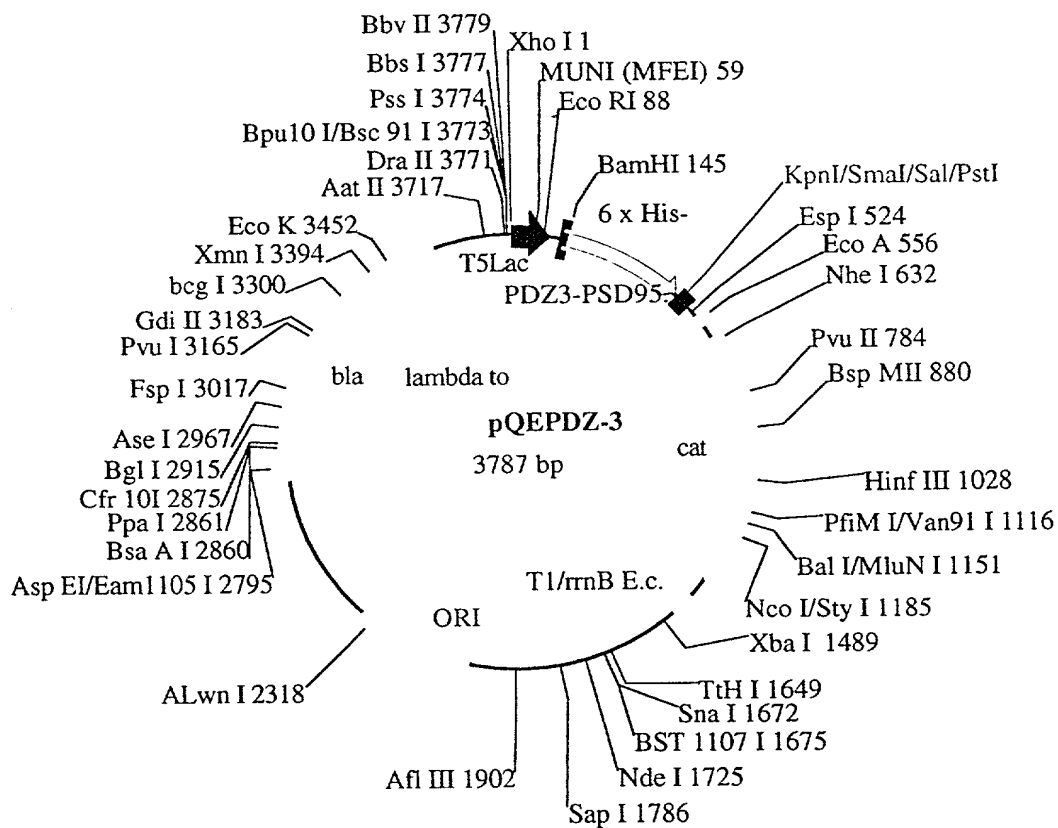 Bbv II 3779
Bbs I 3777
Pss I 3774
Bpu10 I/Bsc 91 I 3773
Dra II 3771
Aat II 3717
Eco K 3452
Xmn I 3394
bcg I 3300
Gdi II 3183
Pvu I 3165
Fsp I 3017
Ase I 2967
Bgl I 2915
Cfr 10I 2875
Ppa I 2861
Bsa A I 2860
Asp EI/Eam1105 I 2795
ALwn I 2318
Xho I 1
MUNI (MFEI) 59
Eco RI 88
BamHI 145
6 x His-
KpnI/SmaI/Sal/PstI
Esp I 524
Eco A 556
Nhe I 632
Pvu II 784
Bsp MII 880
Hinf III 1028
PfiM I/Van91 I 1116
Bal I/MluN I 1151
Nco I/Sty I 1185
Xba I 1489
TtH I 1649
Sna I 1672
BST 1107 I 1675
Nde I 1725
Sap I 1786
Afl III 1902
T5Lac
PDZ3-PSD95
bla
lambda to
pQEPDZ-3
3787 bp
cat
T1/rrnB E.c.
ORI